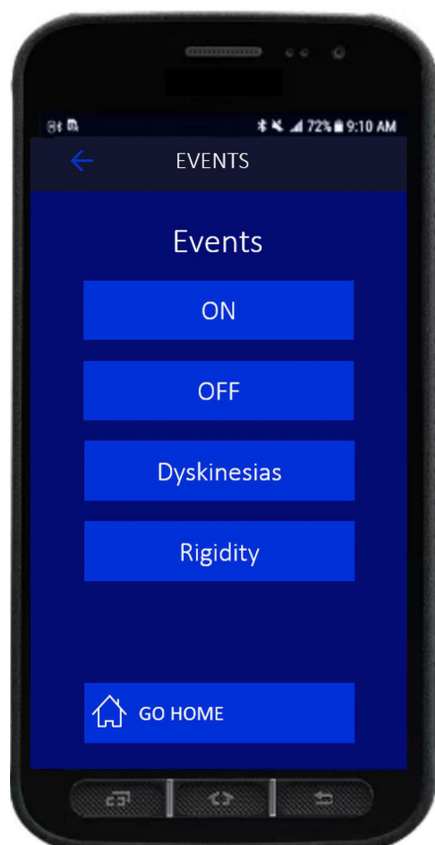 72% 9:10 AM
EVENTS
Events
ON
OFF
Dyskinesias
Rigidity
GO HOME